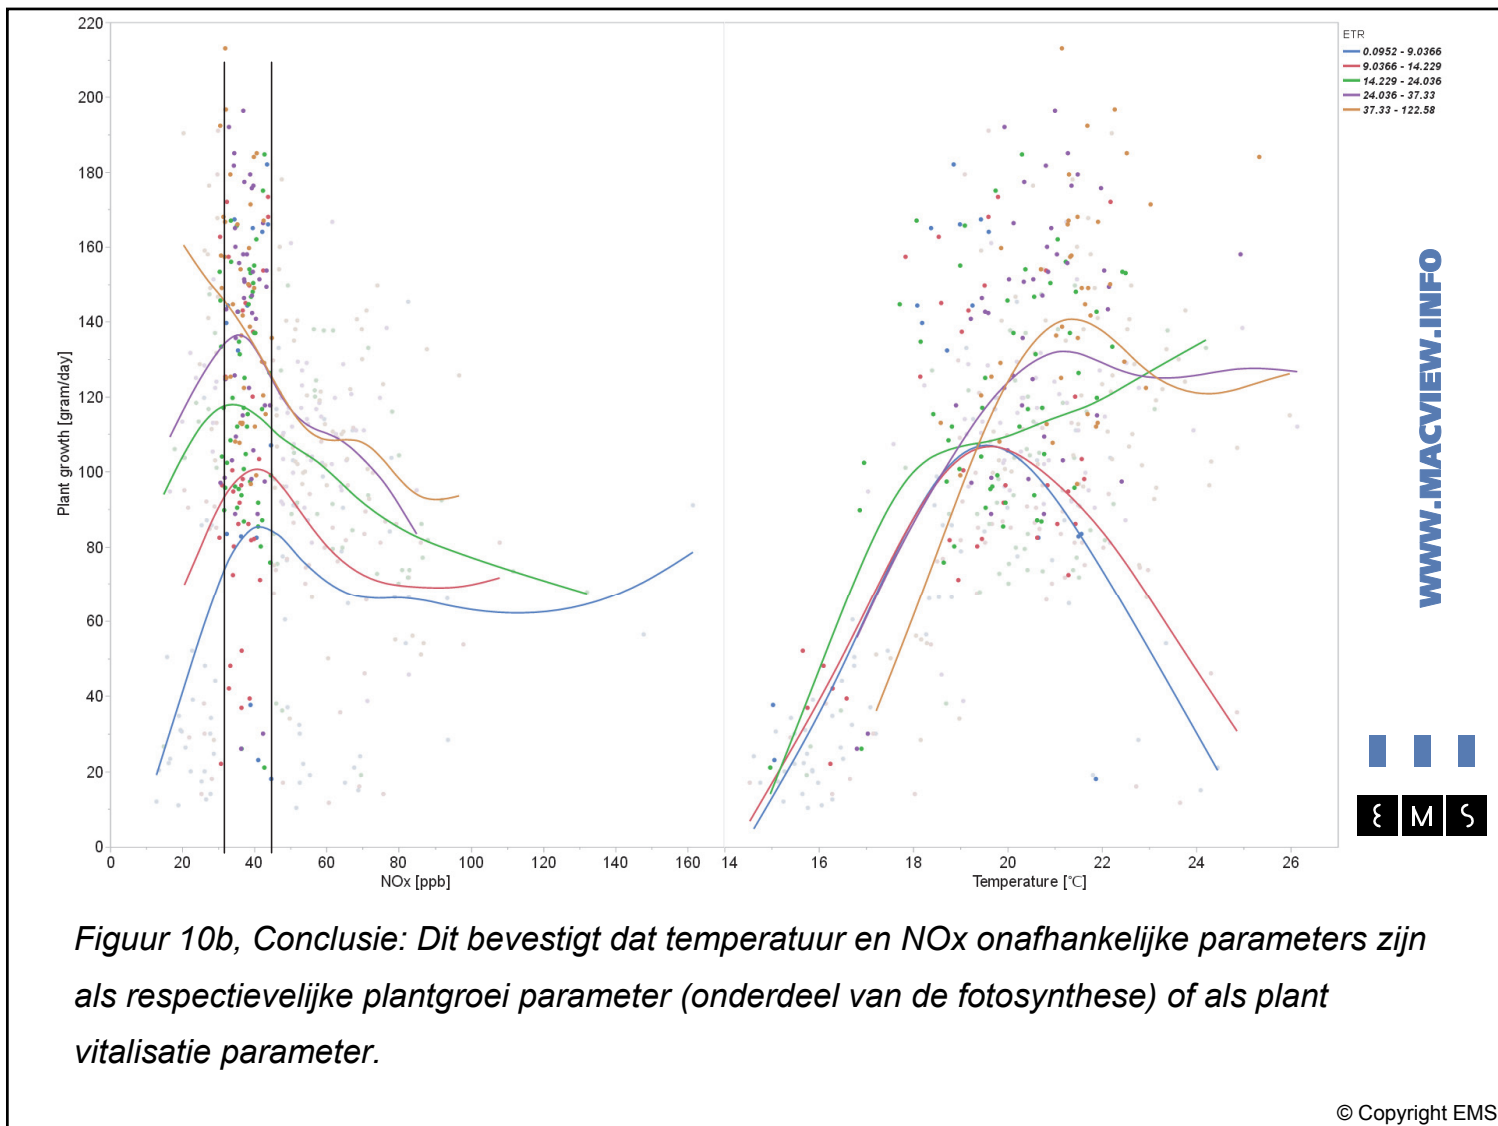 220
200
180
160
140
120
100
80
60
40
20
0
Plant growth [gram/day]
0 20 40 60 80 100 120 140 160 14 16 18 20 22 24 26
NOx [ppb] Temperature [°C]
ETR
0.0952 - 9.0366
9.0366 - 14.229
14.229 - 24.036
24.036 - 37.33
37.33 - 122.58
WWW.MACVIEW.INFO
EMS
Figuur 10b, Conclusie: Dit bevestigt dat temperatuur en NOx onafhankelijke parameters zijn
als respectievelijke plantgroei parameter (onderdeel van de fotosynthese) of als plant
vitalisatie parameter.
© Copyright EMS